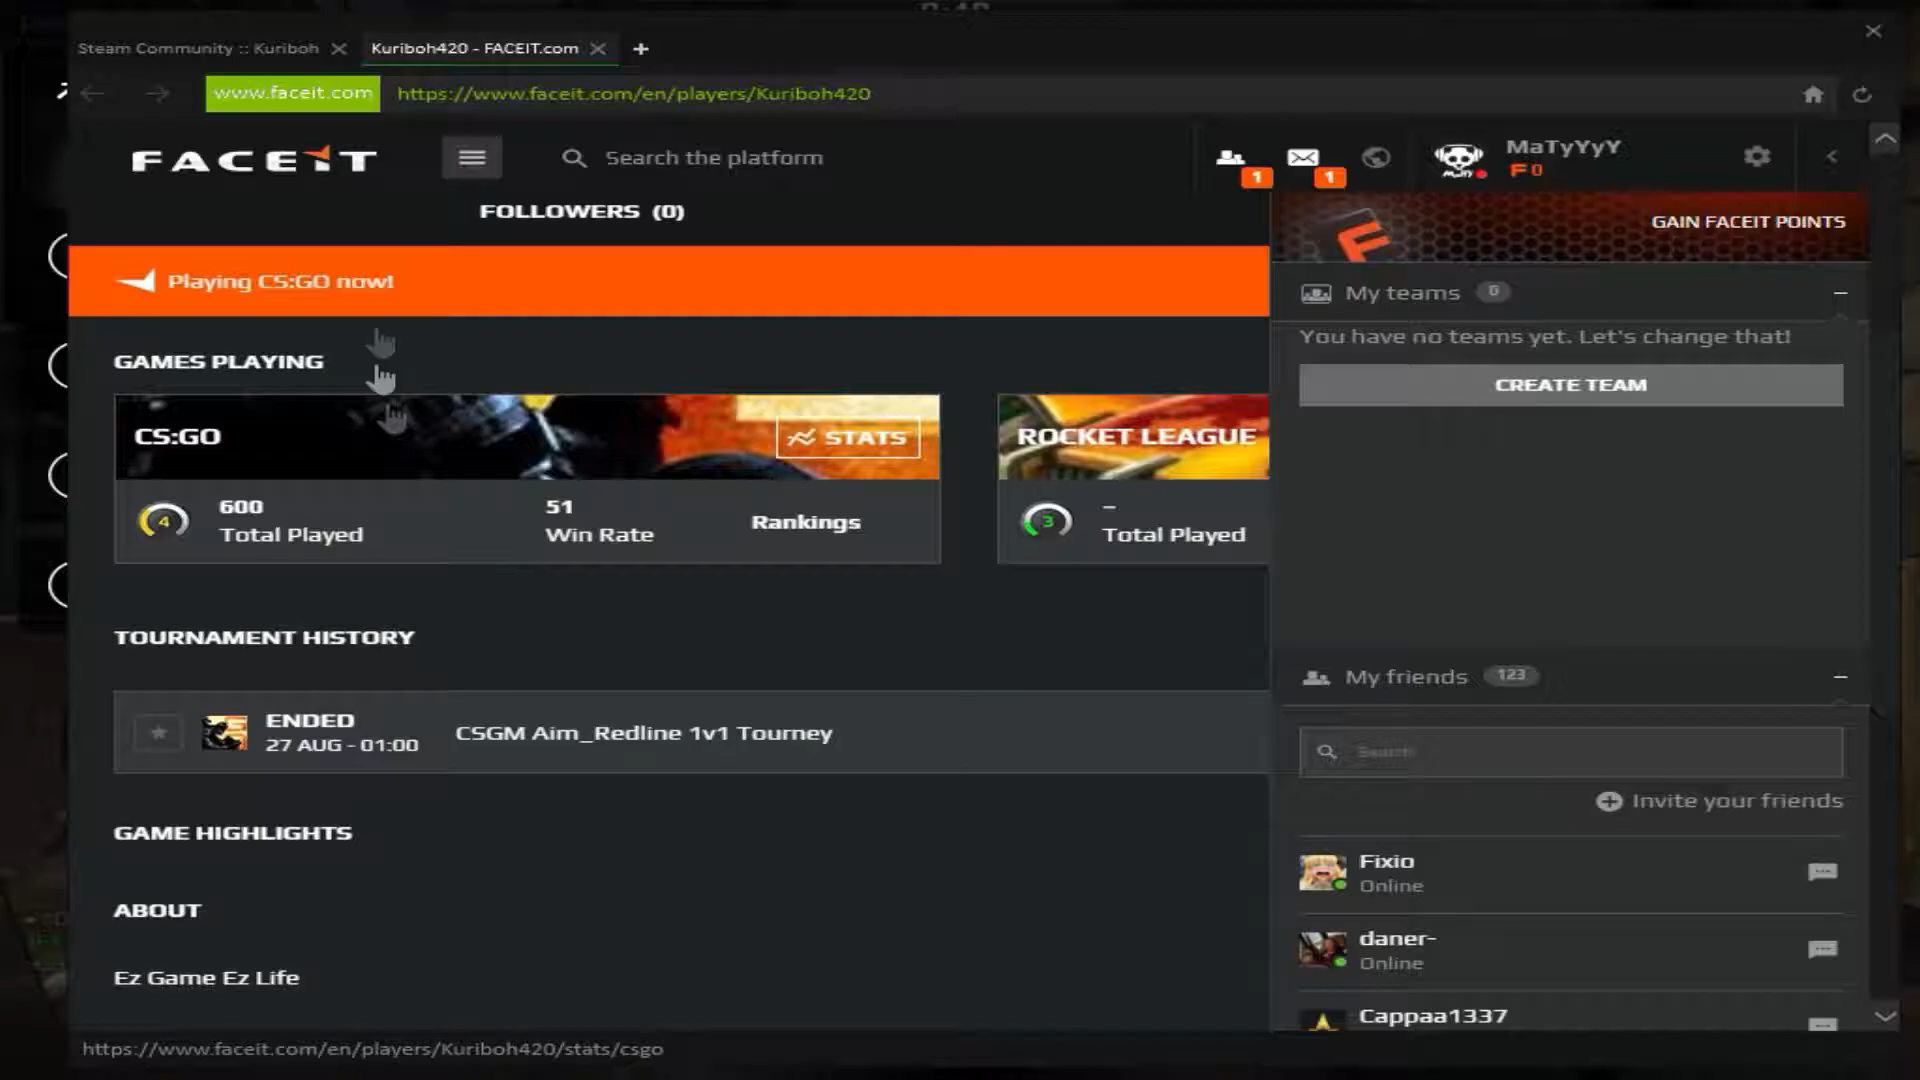 Steam Community :: Kuriboh
Kuriboh420 - FACEIT.com
www.faceit.com
https://www.faceit.com/en/players/Kuriboh420
FACEIT
Search the platform
1
1
MaTyYyY
F 0
FOLLOWERS (0)
GAIN FACEIT POINTS
Playing CS:GO now!
My teams 0
You have no teams yet. Let's change that!
CREATE TEAM
GAMES PLAYING
CS:GO
STATS
ROCKET LEAGUE
4
600
Total Played
51
Win Rate
Rankings
3
–
Total Played
TOURNAMENT HISTORY
ENDED
27 AUG - 01:00
CSGM Aim_Redline 1v1 Tourney
My friends 123
Search
Invite your friends
GAME HIGHLIGHTS
Fixio
Online
ABOUT
daner-
Online
Ez Game Ez Life
Cappaa1337
https://www.faceit.com/en/players/Kuriboh420/stats/csgo